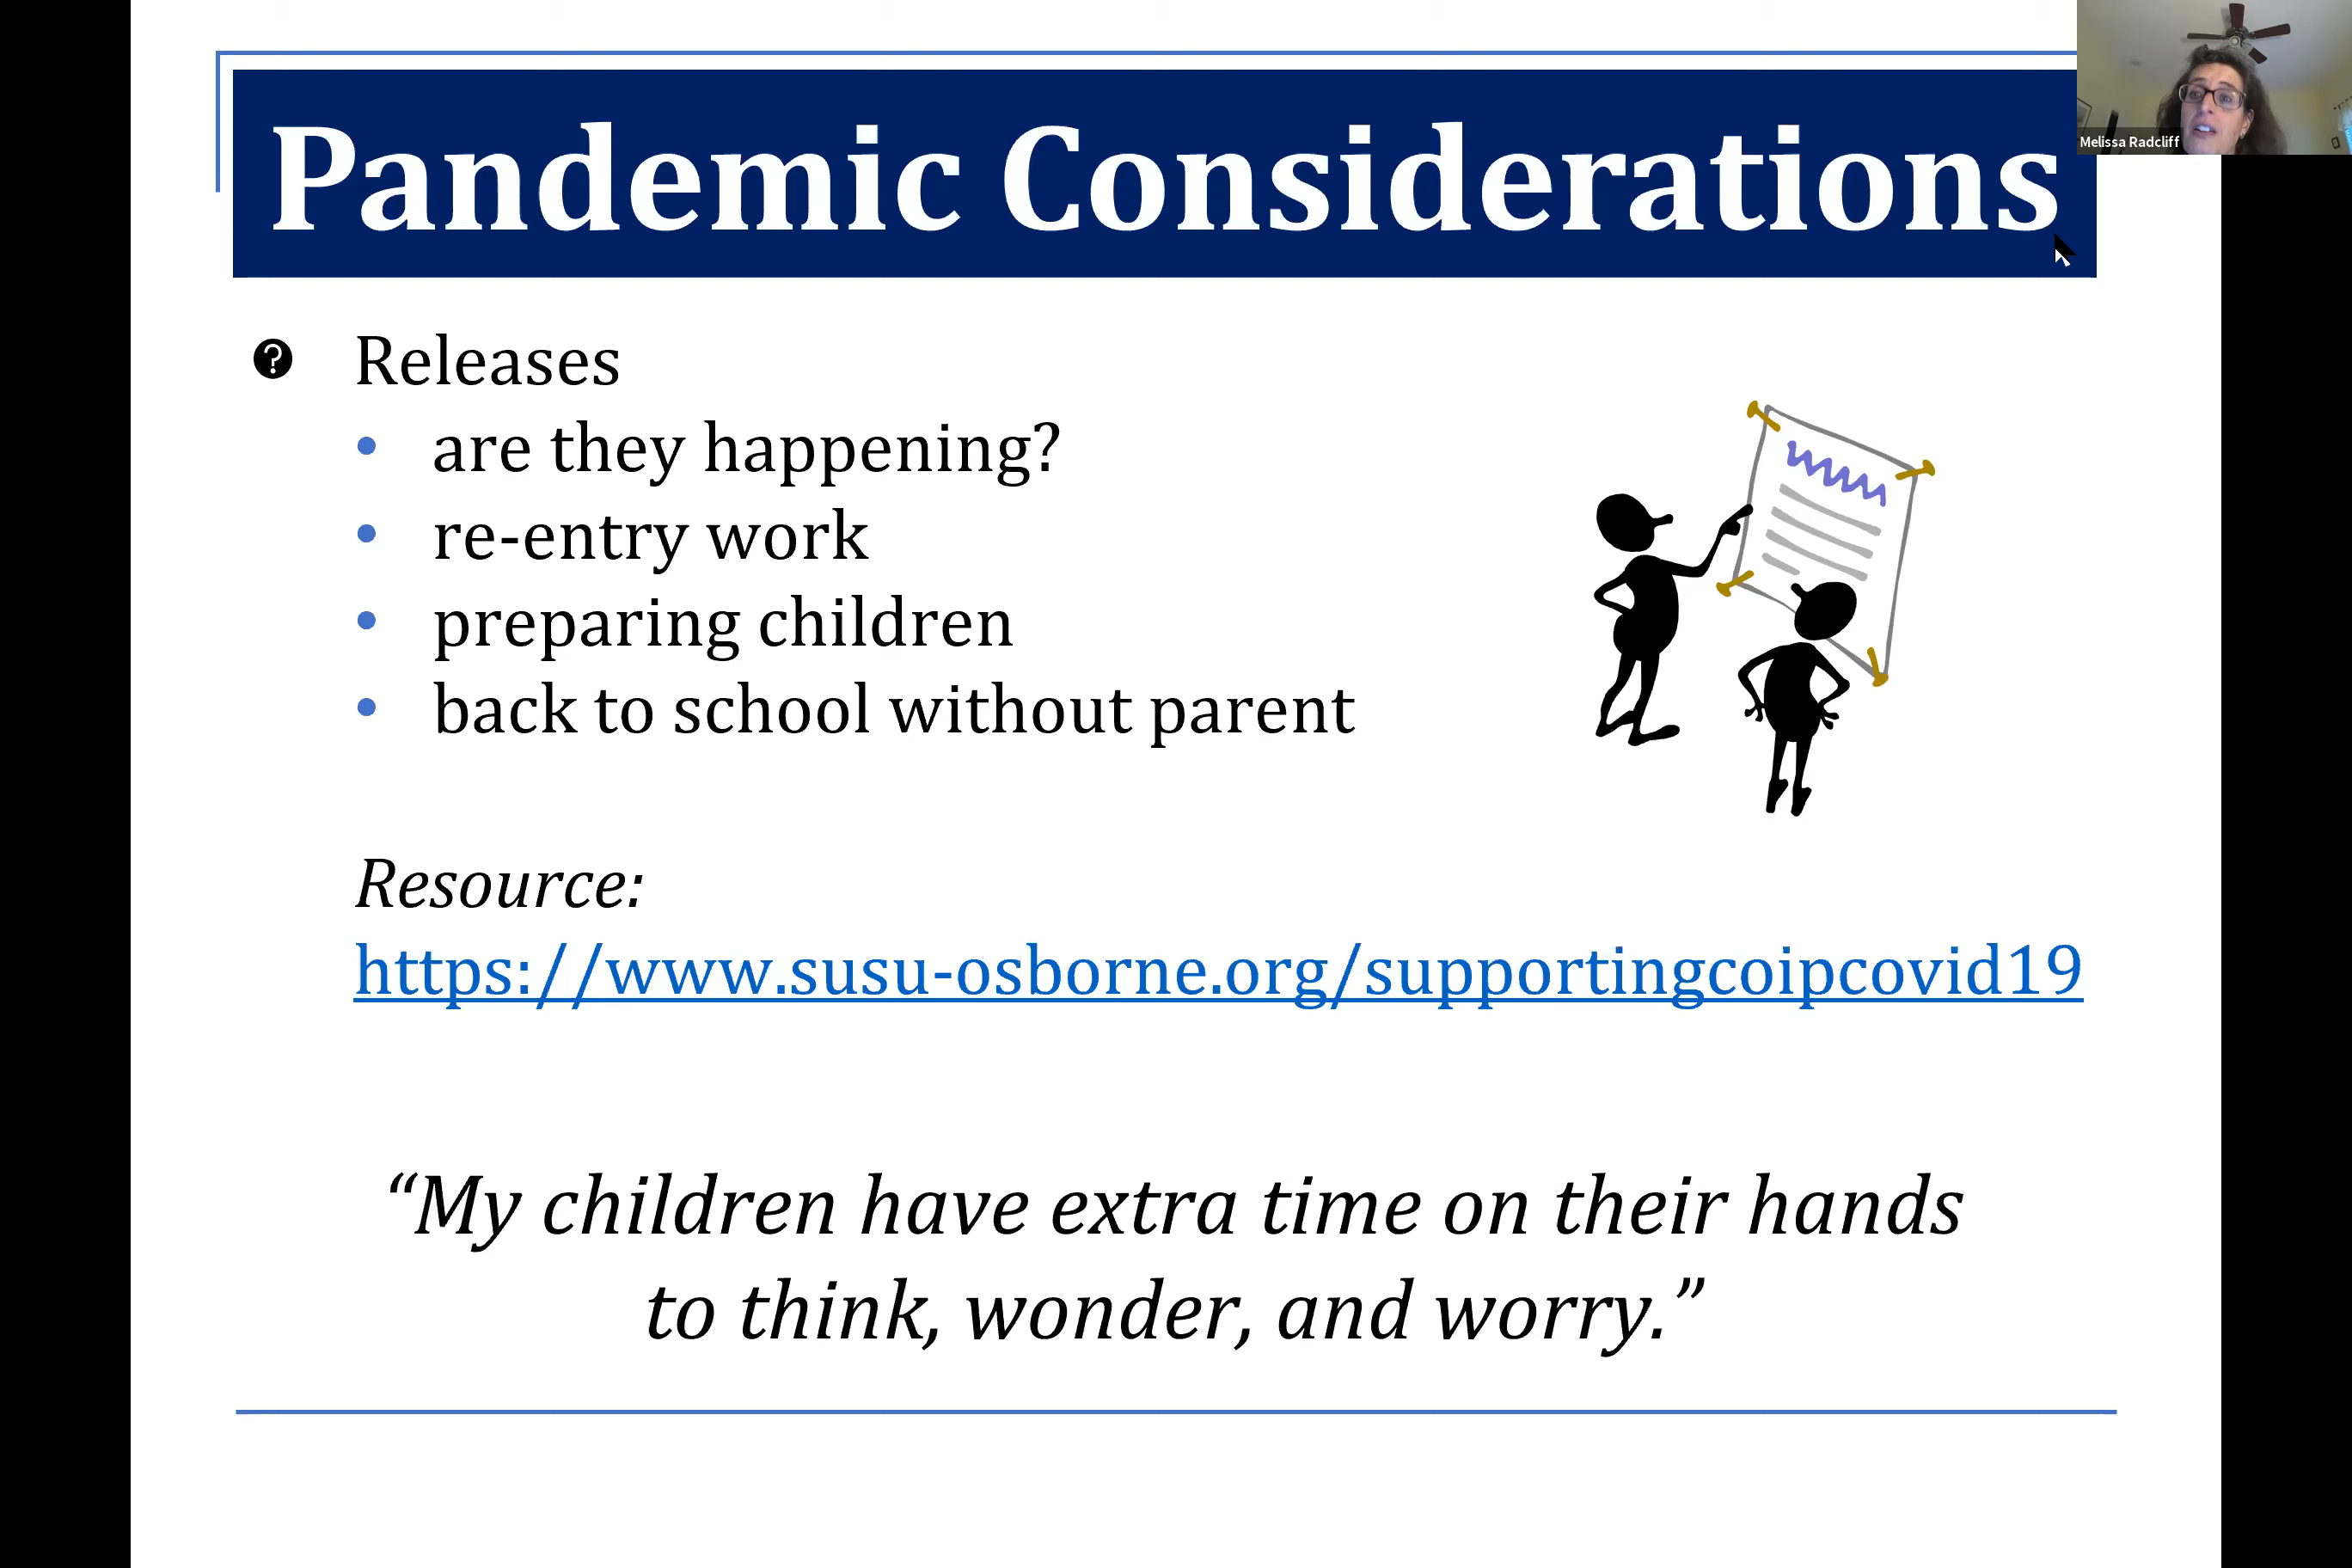 Pandemic Considerations
Melissa Radcliff
Releases
• are they happening?
• re-entry work
• preparing children
• back to school without parent
Resource:
https://www.susu-osborne.org/supportingcoipcovid19
“My children have extra time on their hands
to think, wonder, and worry.”